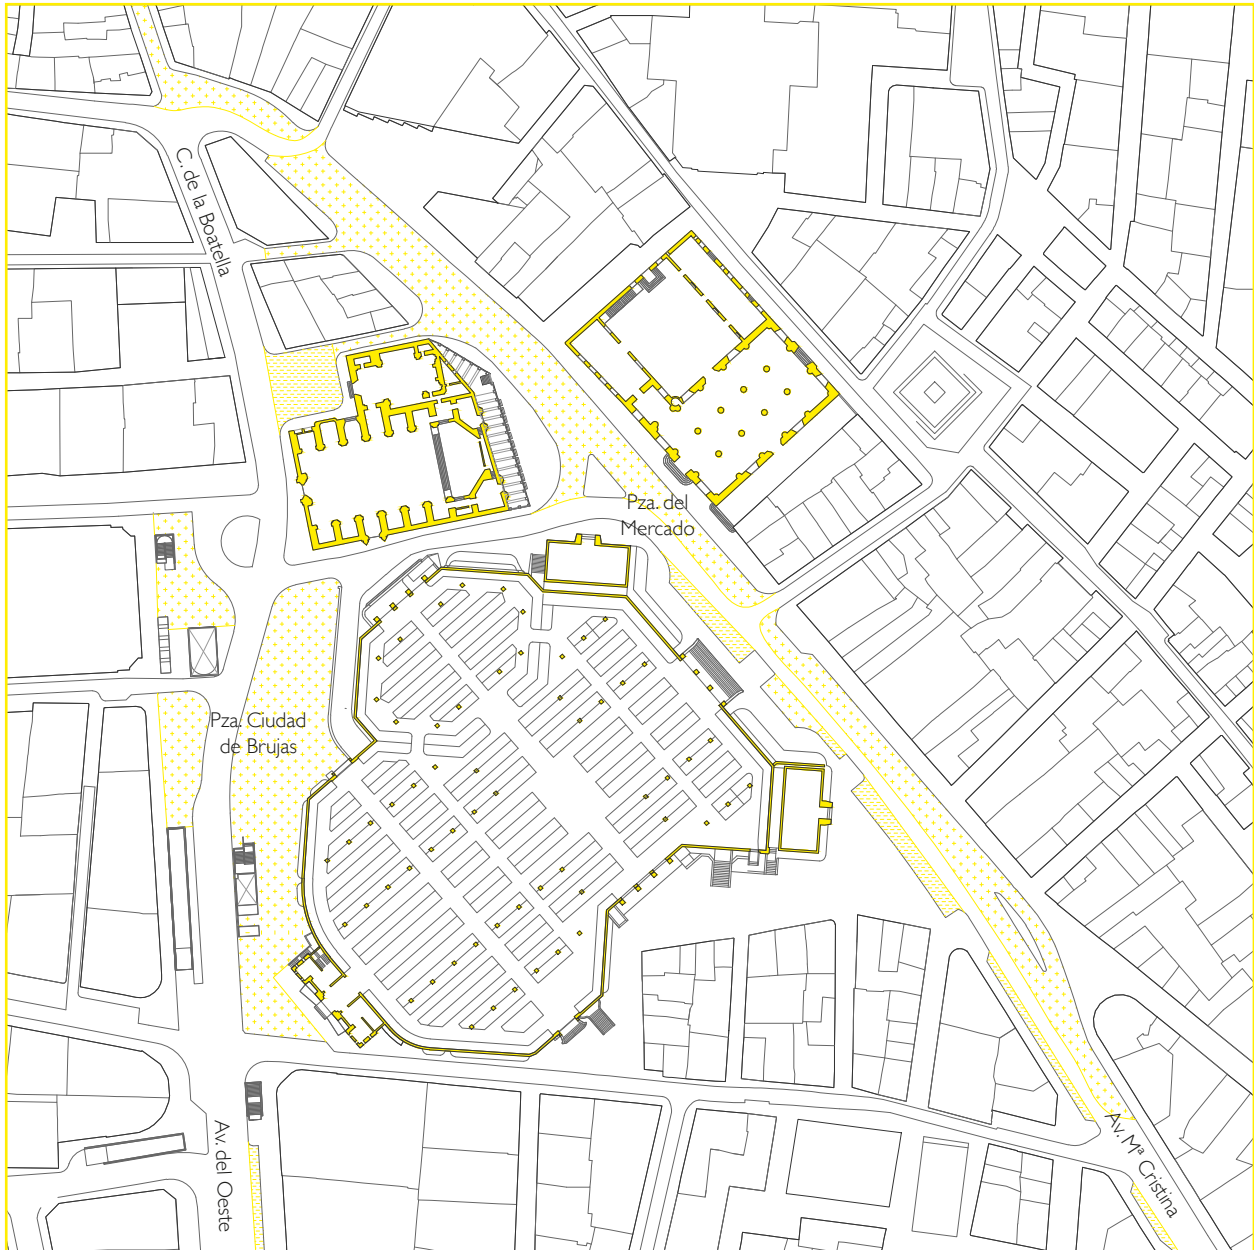 C. de la Boatella
Pza. del
Mercado
Pza. Ciudad
de Brujas
Av. Mª Cristina
Av. del Oeste